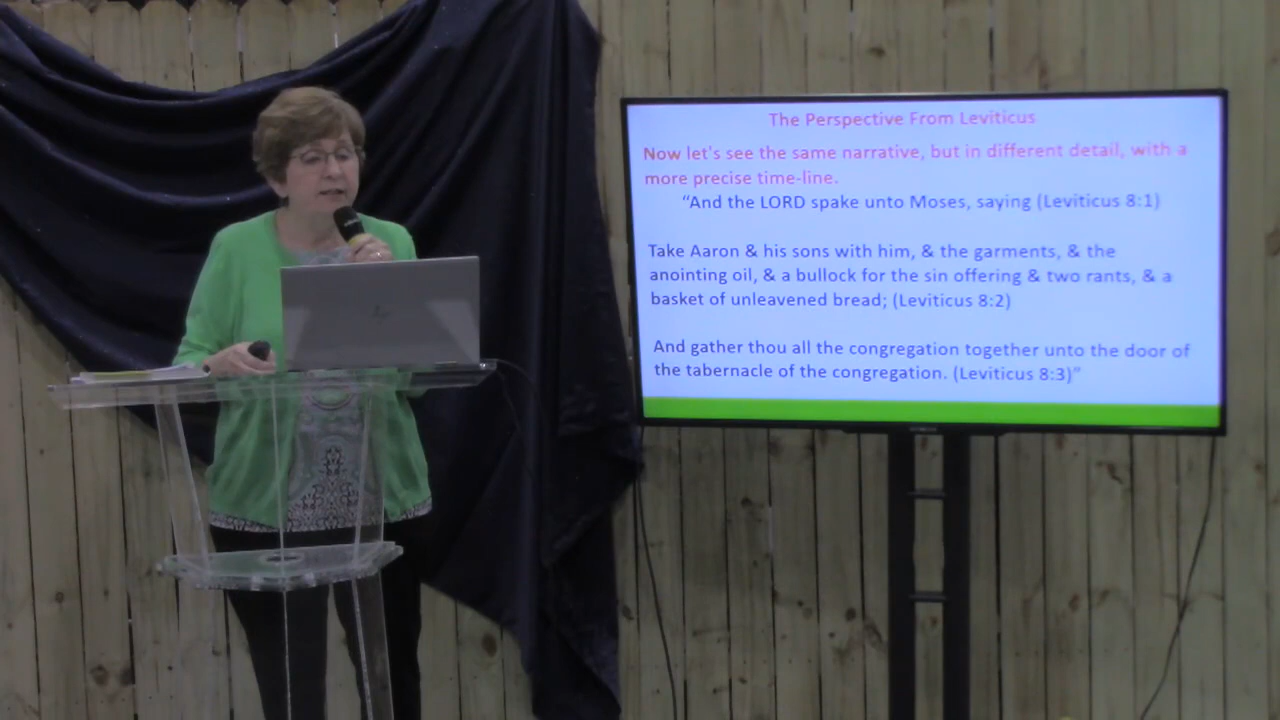 The Perspective From Leviticus
Now let's see the same narrative, but in different detail, with a
more precise time-line.
"And the LORD spake unto Moses, saying (Leviticus 8:1)
Take Aaron & his sons with him, & the garments, & the
anointing oil, & a bullock for the sin offering & two rants, & a
basket of unleavened bread; (Leviticus 8:2)
And gather thou all the congregation together unto the door of
the tabernacle of the congregation. (Leviticus 8:3)"